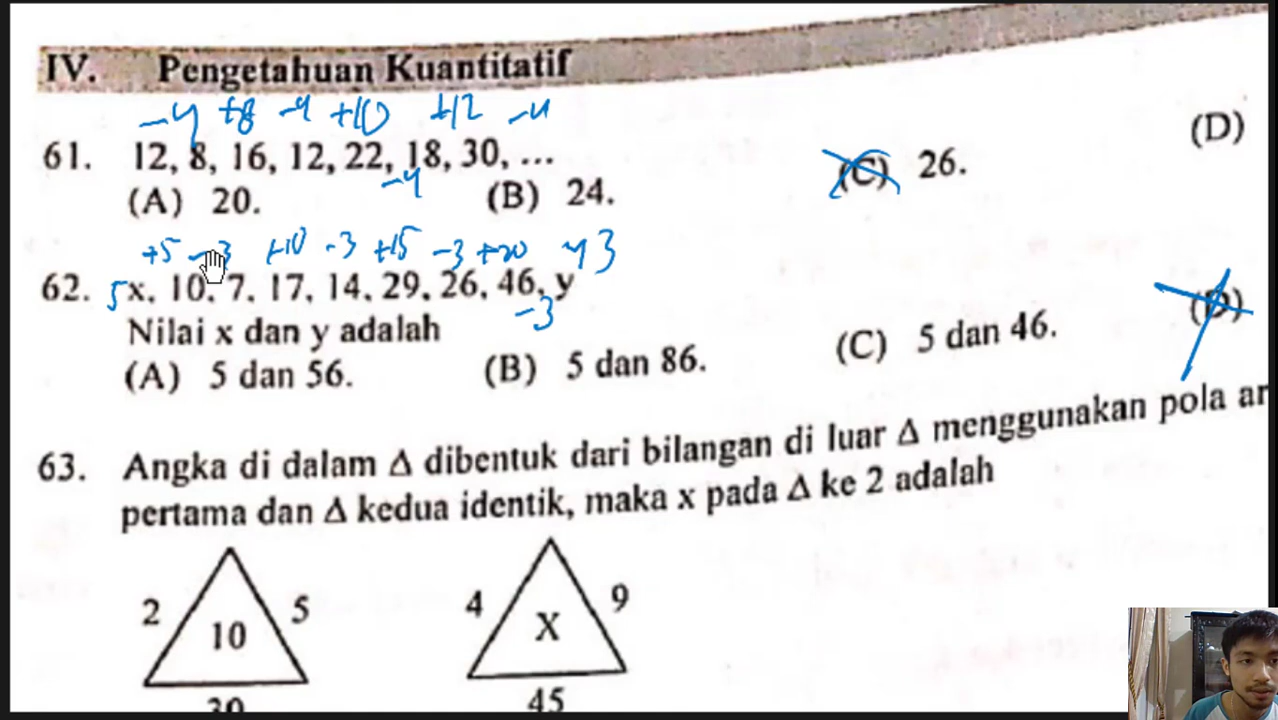 IV. Pengetahuan Kuantitatif
-4 +8 -4 +10 +12 -4
61. 12, 8, 16, 12, 22, 18, 30, ...
-4
(A) 20. (B) 24. (C) 26. (D)
+5 -3 +10 -3 +15 -3 +20 43
62. 5 x, 10, 7, 17, 14, 29, 26, 46, y
-3
Nilai x dan y adalah
(A) 5 dan 56. (B) 5 dan 86. (C) 5 dan 46. (D)
63. Angka di dalam Δ dibentuk dari bilangan di luar Δ menggunakan pola ar
pertama dan Δ kedua identik, maka x pada Δ ke 2 adalah
2 10 5
4 X 9
45